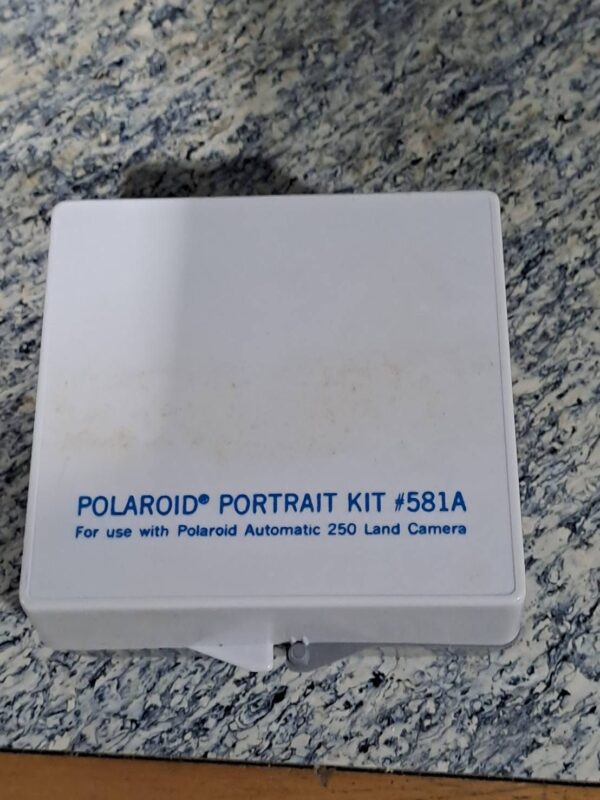 POLAROID® PORTRAIT KIT #581A
For use with Polaroid Automatic 250 Land Camera